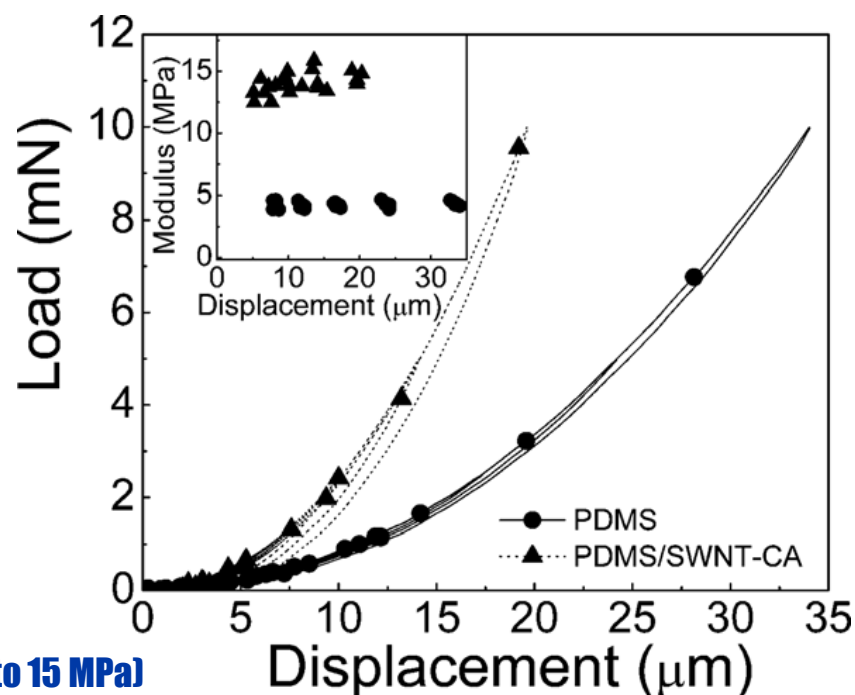 12
10
8
6
4
2
0
Load (mN)
15
10
5
0
Modulus (MPa)
0 10 20 30
Displacement (μm)
PDMS
PDMS/SWNT-CA
0 5 10 15 20 25 30 35
to 15 MPa)
Displacement (μm)